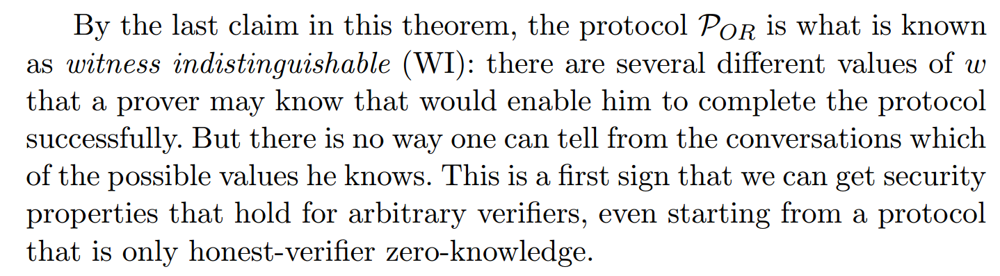 By the last claim in this theorem, the protocol 𝒫_OR is what is known
as witness indistinguishable (WI): there are several different values of w
that a prover may know that would enable him to complete the protocol
successfully. But there is no way one can tell from the conversations which
of the possible values he knows. This is a first sign that we can get security
properties that hold for arbitrary verifiers, even starting from a protocol
that is only honest-verifier zero-knowledge.